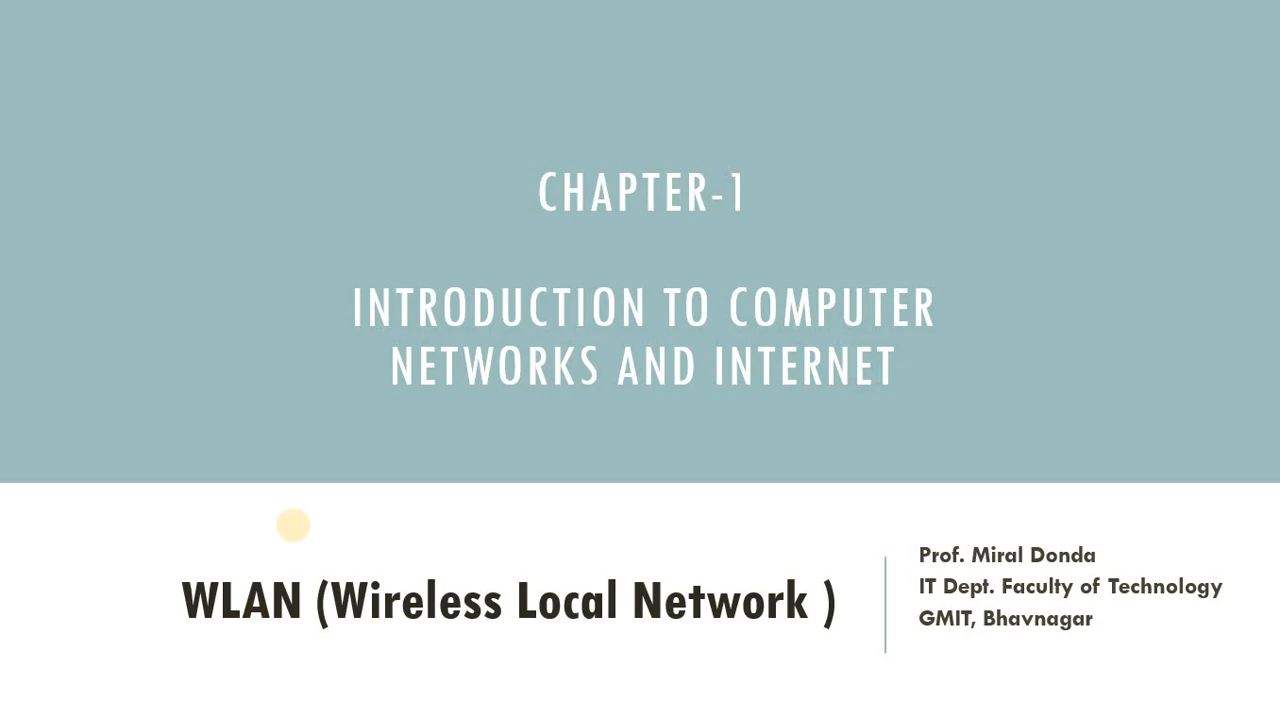 CHAPTER-1
INTRODUCTION TO COMPUTER
NETWORKS AND INTERNET
WLAN (Wireless Local Network )
Prof. Miral Donda
IT Dept. Faculty of Technology
GMIT, Bhavnagar